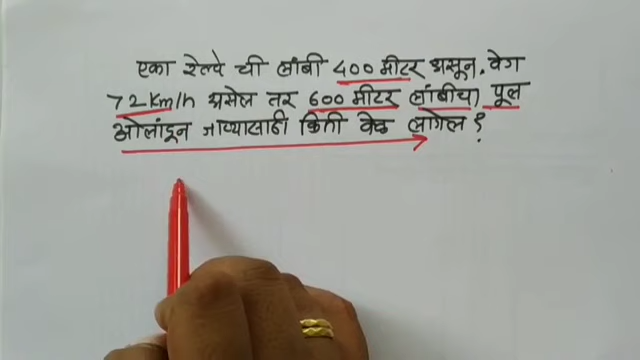 एका रेल्वे ची लांबी 400 मीटर असून, वेग
72 Km/h असेल तर 600 मीटर लांबीचा पूल
ओलांडून जाण्यासाठी किती वेळ लागेल ?